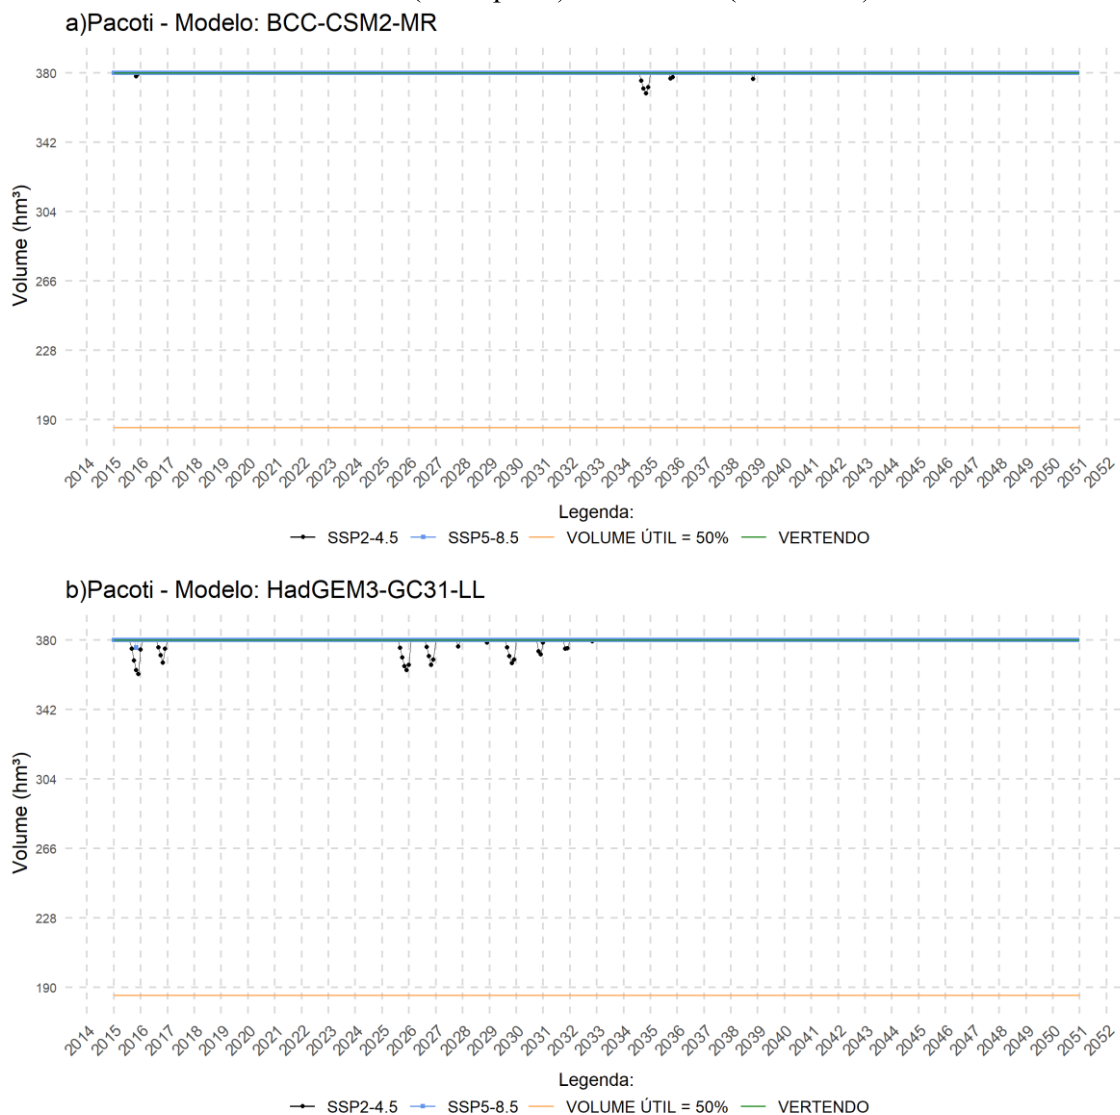 a)Pacoti - Modelo: BCC-CSM2-MR
Volume (hm³)
380
342
304
266
228
190
2014 2015 2016 2017 2018 2019 2020 2021 2022 2023 2024 2025 2026 2027 2028 2029 2030 2031 2032 2033 2034 2035 2036 2037 2038 2039 2040 2041 2042 2043 2044 2045 2046 2047 2048 2049 2050 2051 2052
Legenda:
SSP2-4.5 SSP5-8.5 VOLUME ÚTIL = 50% VERTENDO
b)Pacoti - Modelo: HadGEM3-GC31-LL
Volume (hm³)
380
342
304
266
228
190
2014 2015 2016 2017 2018 2019 2020 2021 2022 2023 2024 2025 2026 2027 2028 2029 2030 2031 2032 2033 2034 2035 2036 2037 2038 2039 2040 2041 2042 2043 2044 2045 2046 2047 2048 2049 2050 2051 2052
Legenda:
SSP2-4.5 SSP5-8.5 VOLUME ÚTIL = 50% VERTENDO